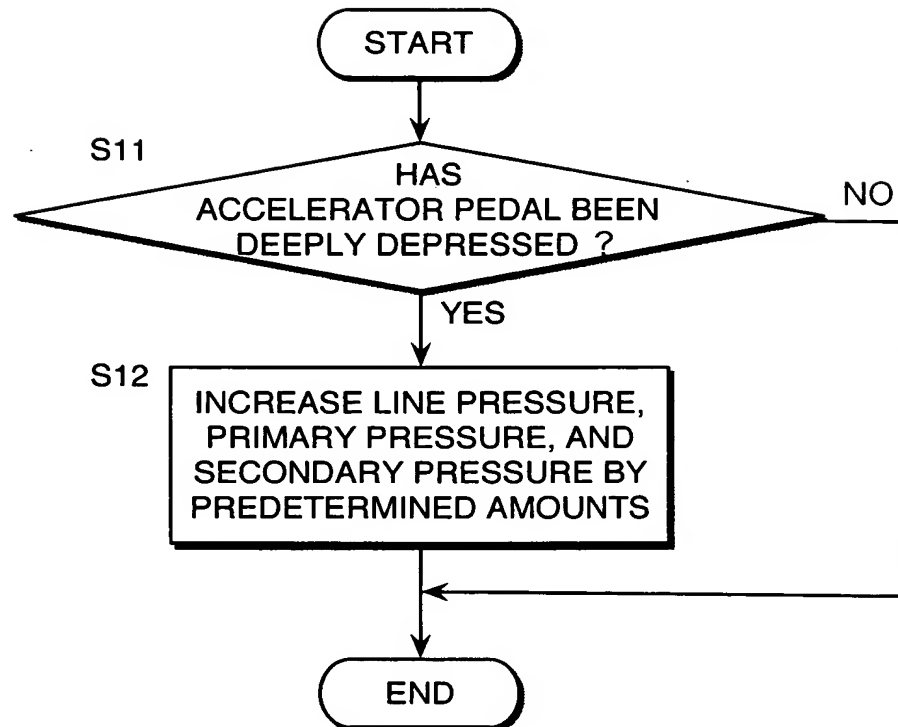 START
S11
HAS
ACCELERATOR PEDAL BEEN
DEEPLY DEPRESSED ?
NO
YES
S12
INCREASE LINE PRESSURE,
PRIMARY PRESSURE, AND
SECONDARY PRESSURE BY
PREDETERMINED AMOUNTS
END